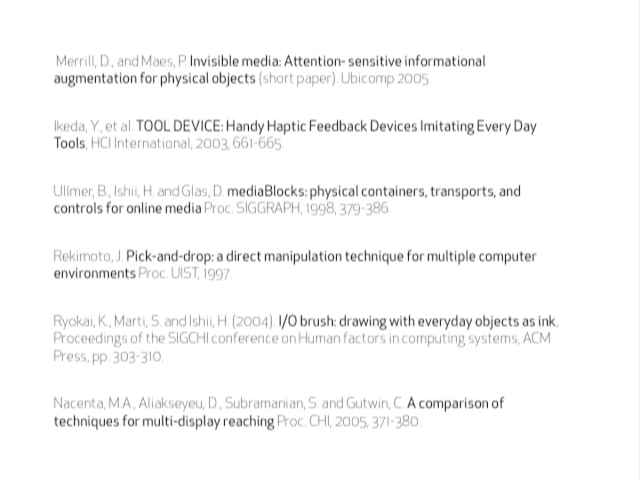 Merrill, D., and Maes, P. Invisible media: Attention- sensitive informational
augmentation for physical objects (short paper). Ubicomp 2005.
Ikeda, Y., et al. TOOL DEVICE: Handy Haptic Feedback Devices Imitating Every Day
Tools, HCI International, 2003, 661-665.
Ullmer, B., Ishii, H. and Glas, D. mediaBlocks: physical containers, transports, and
controls for online media Proc. SIGGRAPH, 1998, 379-386.
Rekimoto, J. Pick-and-drop: a direct manipulation technique for multiple computer
environments Proc. UIST, 1997.
Ryokai, K., Marti, S. and Ishii, H. (2004). I/O brush: drawing with everyday objects as ink,
Proceedings of the SIGCHI conference on Human factors in computing systems, ACM
Press, pp. 303-310.
Nacenta, M.A., Aliakseyeu, D., Subramanian, S. and Gutwin, C. A comparison of
techniques for multi-display reaching Proc. CHI, 2005, 371-380.